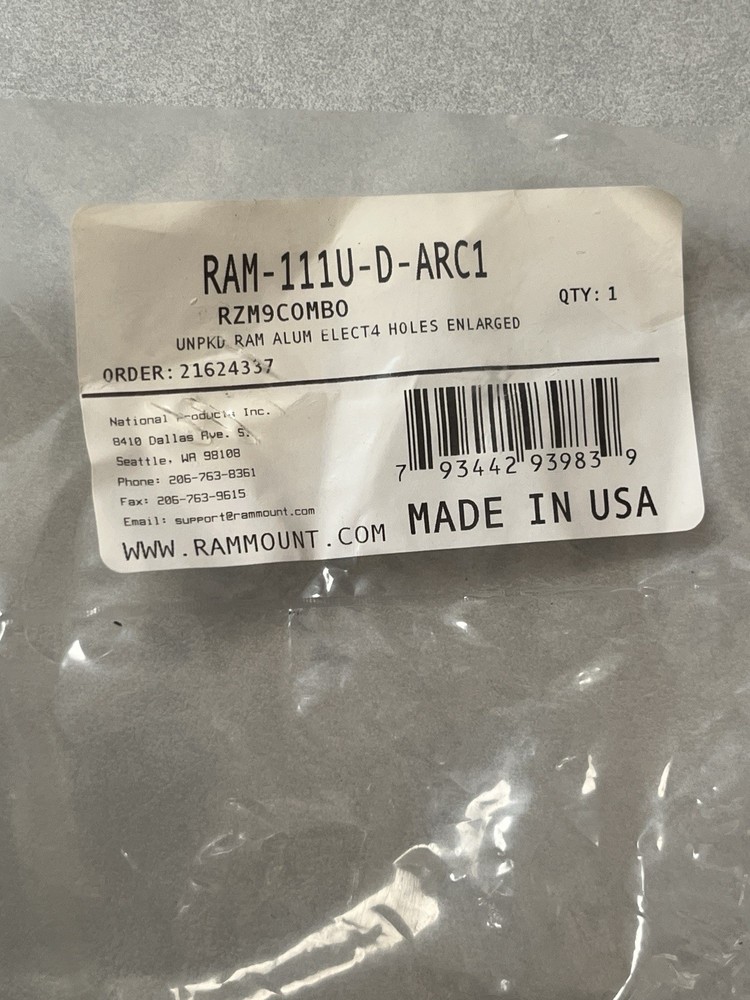 RAM-111U-D-ARC1
RZM9COMBO
QTY: 1
UNPKD RAM ALUM ELECT4 HOLES ENLARGED
ORDER: 21624337
National Inc.
8410 Dallas Ave. S.
Seattle, WA 98108
Phone: 206-763-8361
Fax: 206-763-9615
Email: support@rammount.com
WWW.RAMMOUNT.COM
7 93442 93983 9
MADE IN USA